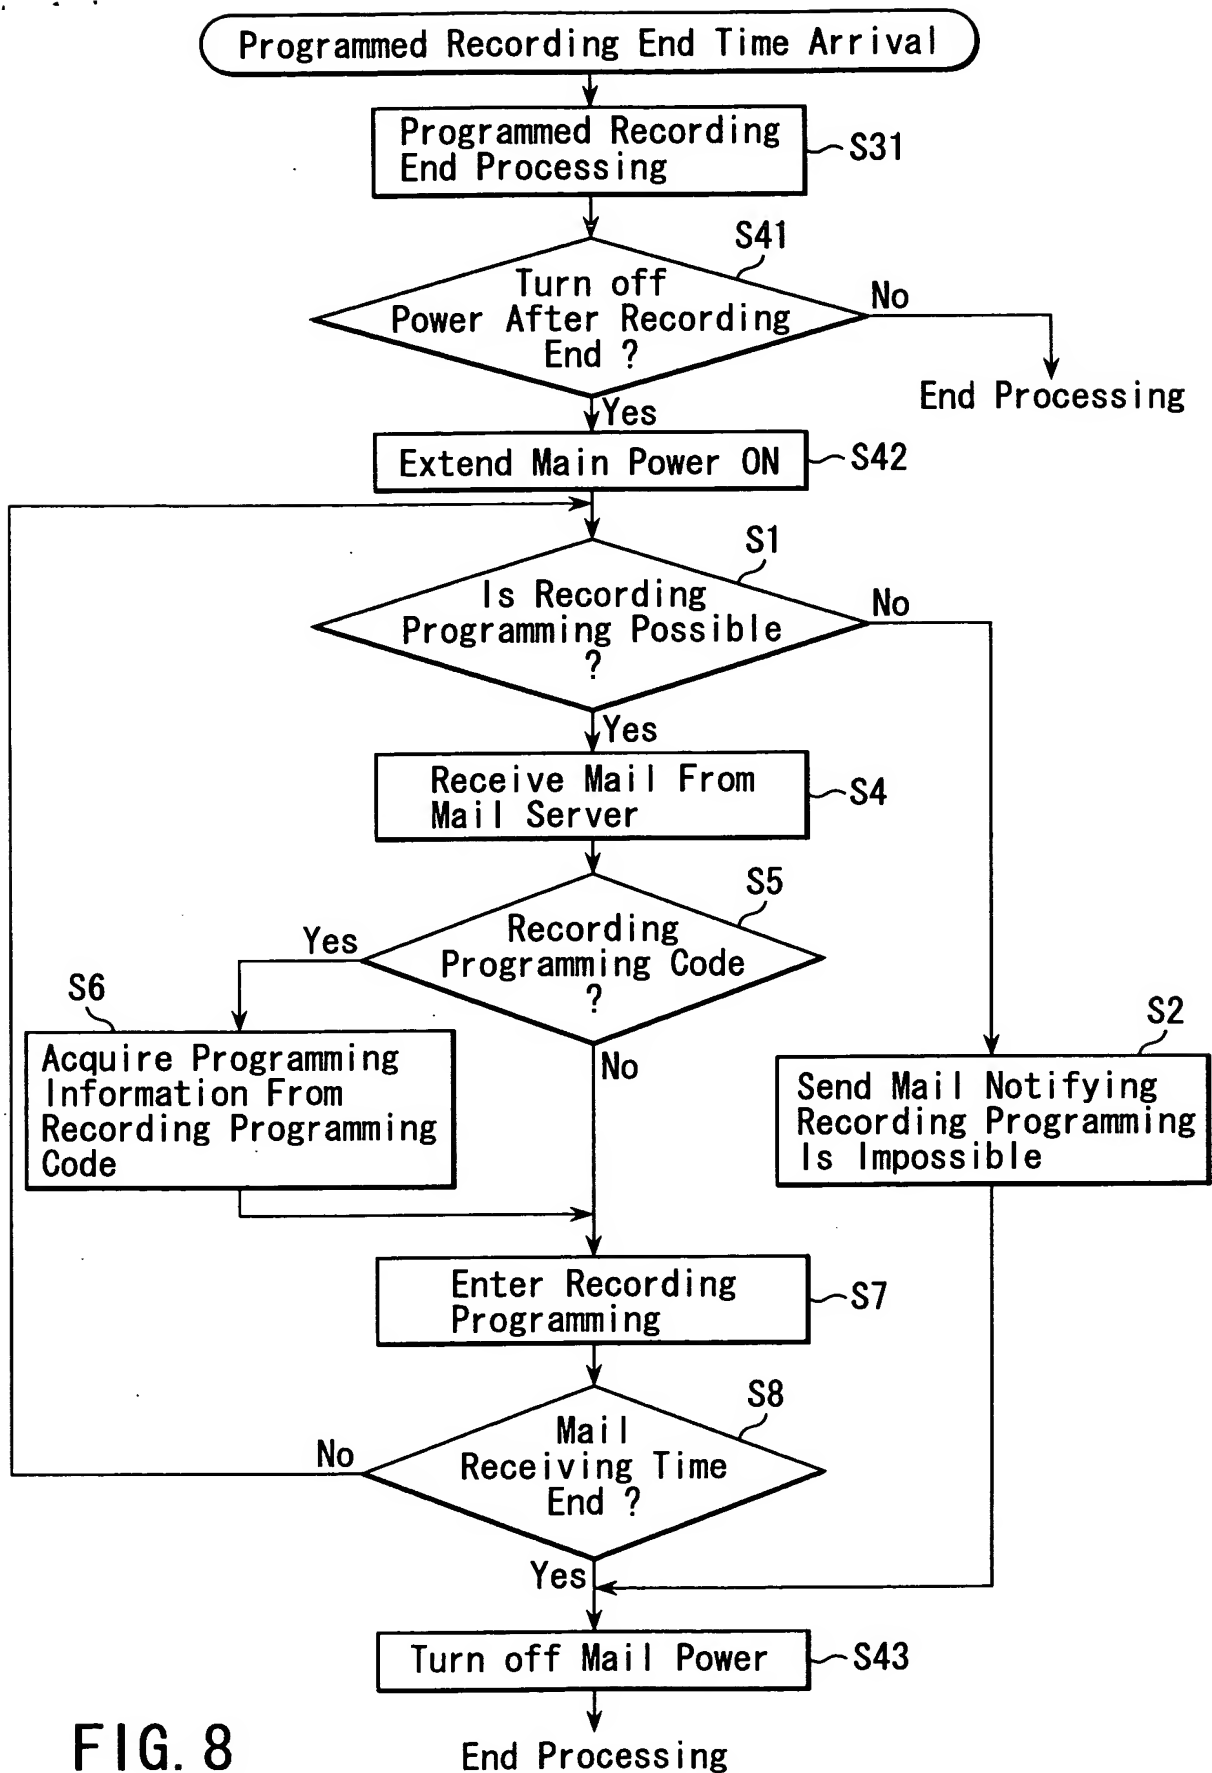 Programmed Recording End Time Arrival
Programmed Recording
End Processing
S31
S41
Turn off
Power After Recording
End ?
No
End Processing
Yes
Extend Main Power ON
S42
S1
Is Recording
Programming Possible
?
No
Yes
Receive Mail From
Mail Server
S4
S5
Recording
Programming Code
?
Yes
No
S6
Acquire Programming
Information From
Recording Programming
Code
S2
Send Mail Notifying
Recording Programming
Is Impossible
Enter Recording
Programming
S7
S8
Mail
Receiving Time
End ?
No
Yes
Turn off Mail Power
S43
End Processing
FIG. 8